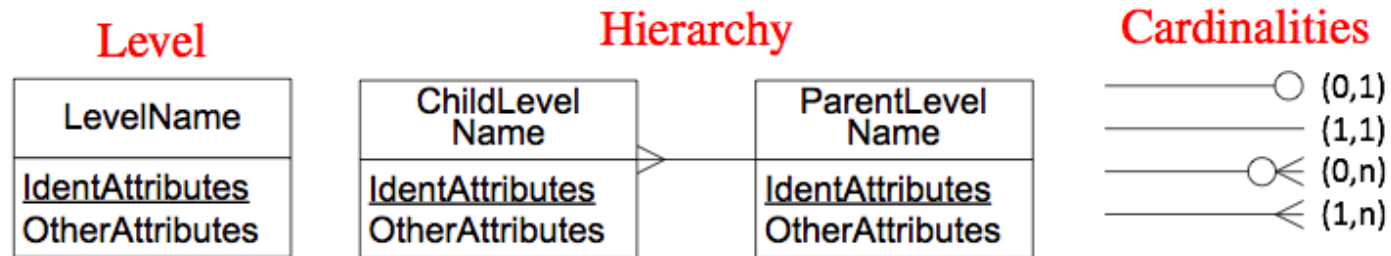 Level
Hierarchy
Cardinalities
LevelName
IdentAttributes
OtherAttributes
ChildLevel
Name
IdentAttributes
OtherAttributes
ParentLevel
Name
IdentAttributes
OtherAttributes
(0,1)
(1,1)
(0,n)
(1,n)